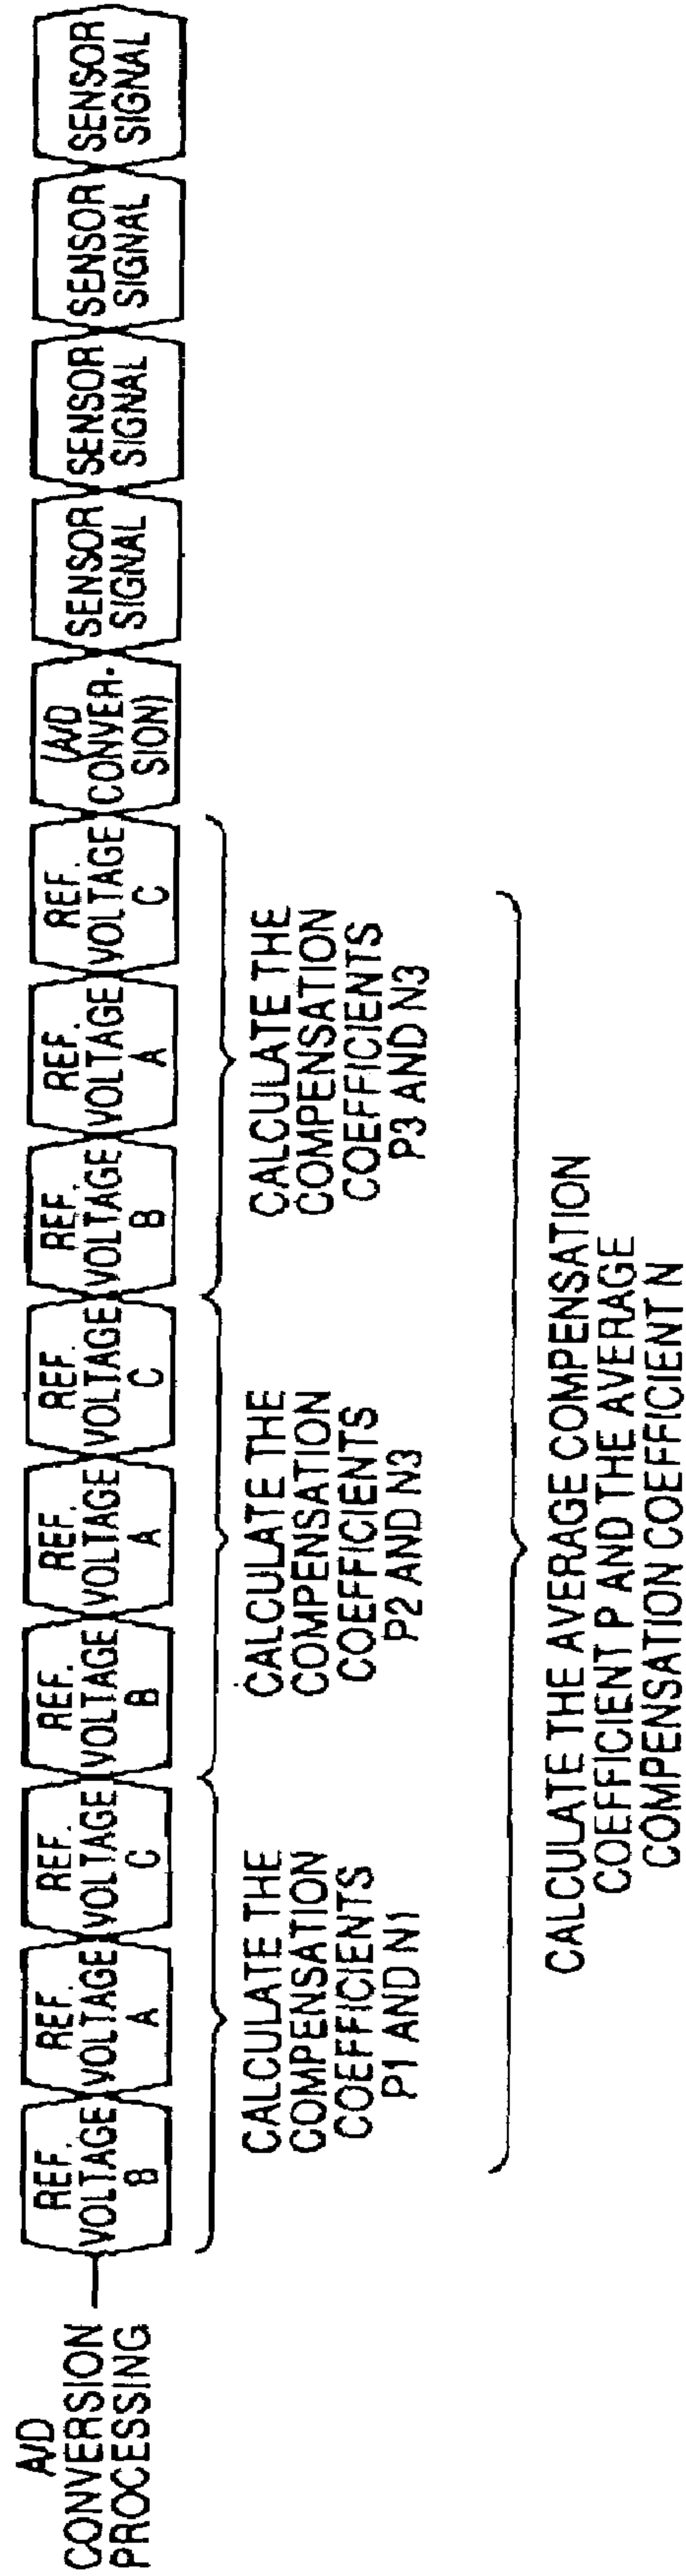 A/D
CONVERSION
PROCESSING
REF.
VOLTAGE
B
REF.
VOLTAGE
A
REF.
VOLTAGE
C
REF.
VOLTAGE
B
REF.
VOLTAGE
A
REF.
VOLTAGE
C
REF.
VOLTAGE
B
REF.
VOLTAGE
A
REF.
VOLTAGE
C
(A/D
CONVER-
SION)
SENSOR
SIGNAL
SENSOR
SIGNAL
SENSOR
SIGNAL
SENSOR
SIGNAL
CALCULATE THE
COMPENSATION
COEFFICIENTS
P1 AND N1
CALCULATE THE
COMPENSATION
COEFFICIENTS
P2 AND N3
CALCULATE THE
COMPENSATION
COEFFICIENTS
P3 AND N3
CALCULATE THE AVERAGE COMPENSATION
COEFFICIENT P AND THE AVERAGE
COMPENSATION COEFFICIENT N